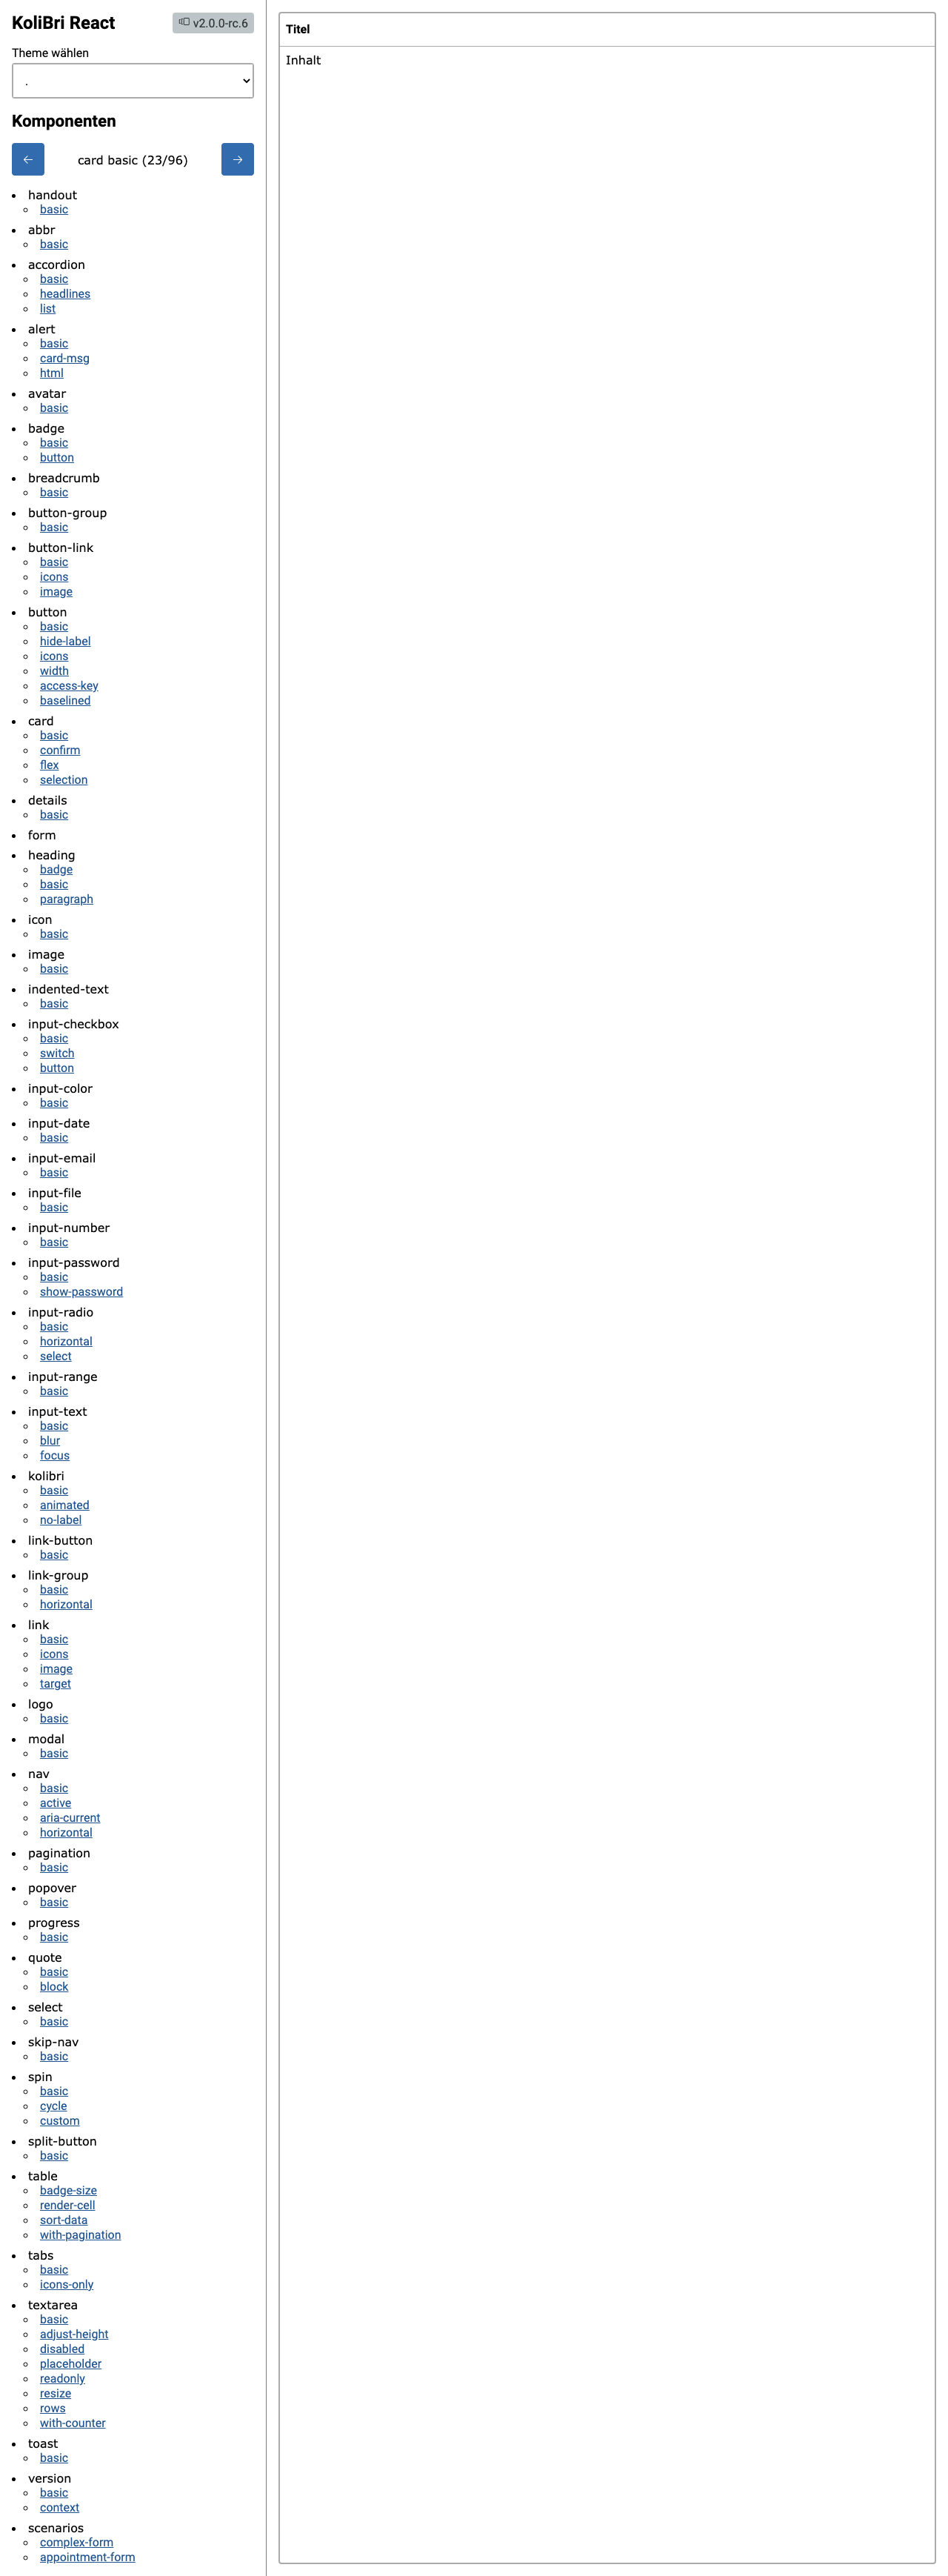 KoliBri React
v2.0.0-rc.6
Theme wählen
.
Komponenten
← card basic (23/96) →
handout
basic
abbr
basic
accordion
basic
headlines
list
alert
basic
card-msg
html
avatar
basic
badge
basic
button
breadcrumb
basic
button-group
basic
button-link
basic
icons
image
button
basic
hide-label
icons
width
access-key
baselined
card
basic
confirm
flex
selection
details
basic
form
heading
badge
basic
paragraph
icon
basic
image
basic
indented-text
basic
input-checkbox
basic
switch
button
input-color
basic
input-date
basic
input-email
basic
input-file
basic
input-number
basic
input-password
basic
show-password
input-radio
basic
horizontal
select
input-range
basic
input-text
basic
blur
focus
kolibri
basic
animated
no-label
link-button
basic
link-group
basic
horizontal
link
basic
icons
image
target
logo
basic
modal
basic
nav
basic
active
aria-current
horizontal
pagination
basic
popover
basic
progress
basic
quote
basic
block
select
basic
skip-nav
basic
spin
basic
cycle
custom
split-button
basic
table
badge-size
render-cell
sort-data
with-pagination
tabs
basic
icons-only
textarea
basic
adjust-height
disabled
placeholder
readonly
resize
rows
with-counter
toast
basic
version
basic
context
scenarios
complex-form
appointment-form
Titel
Inhalt